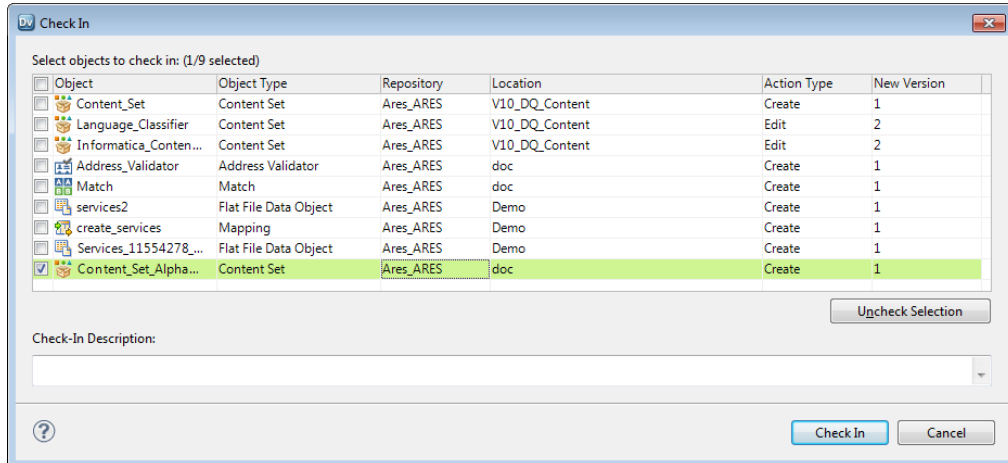 Dv Check In
Select objects to check in: (1/9 selected)
Object Object Type Repository Location Action Type New Version
Content_Set Content Set Ares_ARES V10_DQ_Content Create 1
Language_Classifier Content Set Ares_ARES V10_DQ_Content Edit 2
Informatica_Conten... Content Set Ares_ARES V10_DQ_Content Edit 2
Address_Validator Address Validator Ares_ARES doc Create 1
Match Match Ares_ARES doc Create 1
services2 Flat File Data Object Ares_ARES Demo Create 1
create_services Mapping Ares_ARES Demo Create 1
Services_11554278_... Flat File Data Object Ares_ARES Demo Create 1
Content_Set_Alpha... Content Set Ares_ARES doc Create 1
Uncheck Selection
Check-In Description:
? Check In Cancel